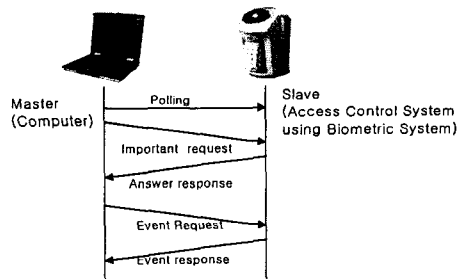 Master
(Computer)
Slave
(Access Control System
using Biometric System)
Polling
Important request
Answer response
Event Request
Event response